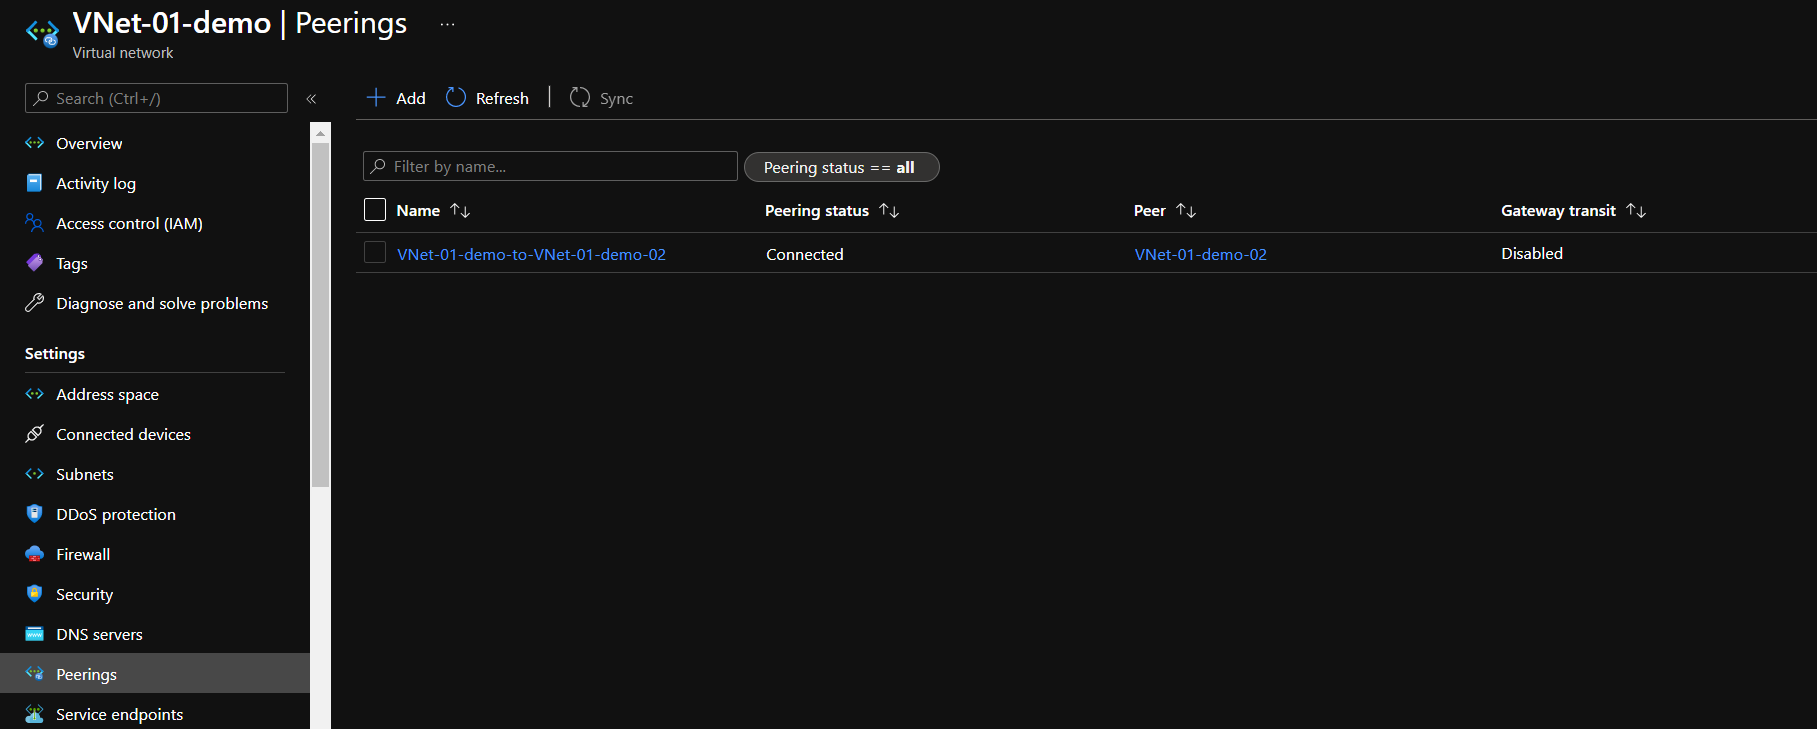 VNet-01-demo | Peerings ...
Virtual network
Search (Ctrl+/)
«
Overview
Activity log
Access control (IAM)
Tags
Diagnose and solve problems
Settings
Address space
Connected devices
Subnets
DDoS protection
Firewall
Security
DNS servers
Peerings
Service endpoints
Add Refresh | Sync
Filter by name... Peering status == all
Name ↑↓ Peering status ↑↓ Peer ↑↓ Gateway transit ↑↓
VNet-01-demo-to-VNet-01-demo-02 Connected VNet-01-demo-02 Disabled